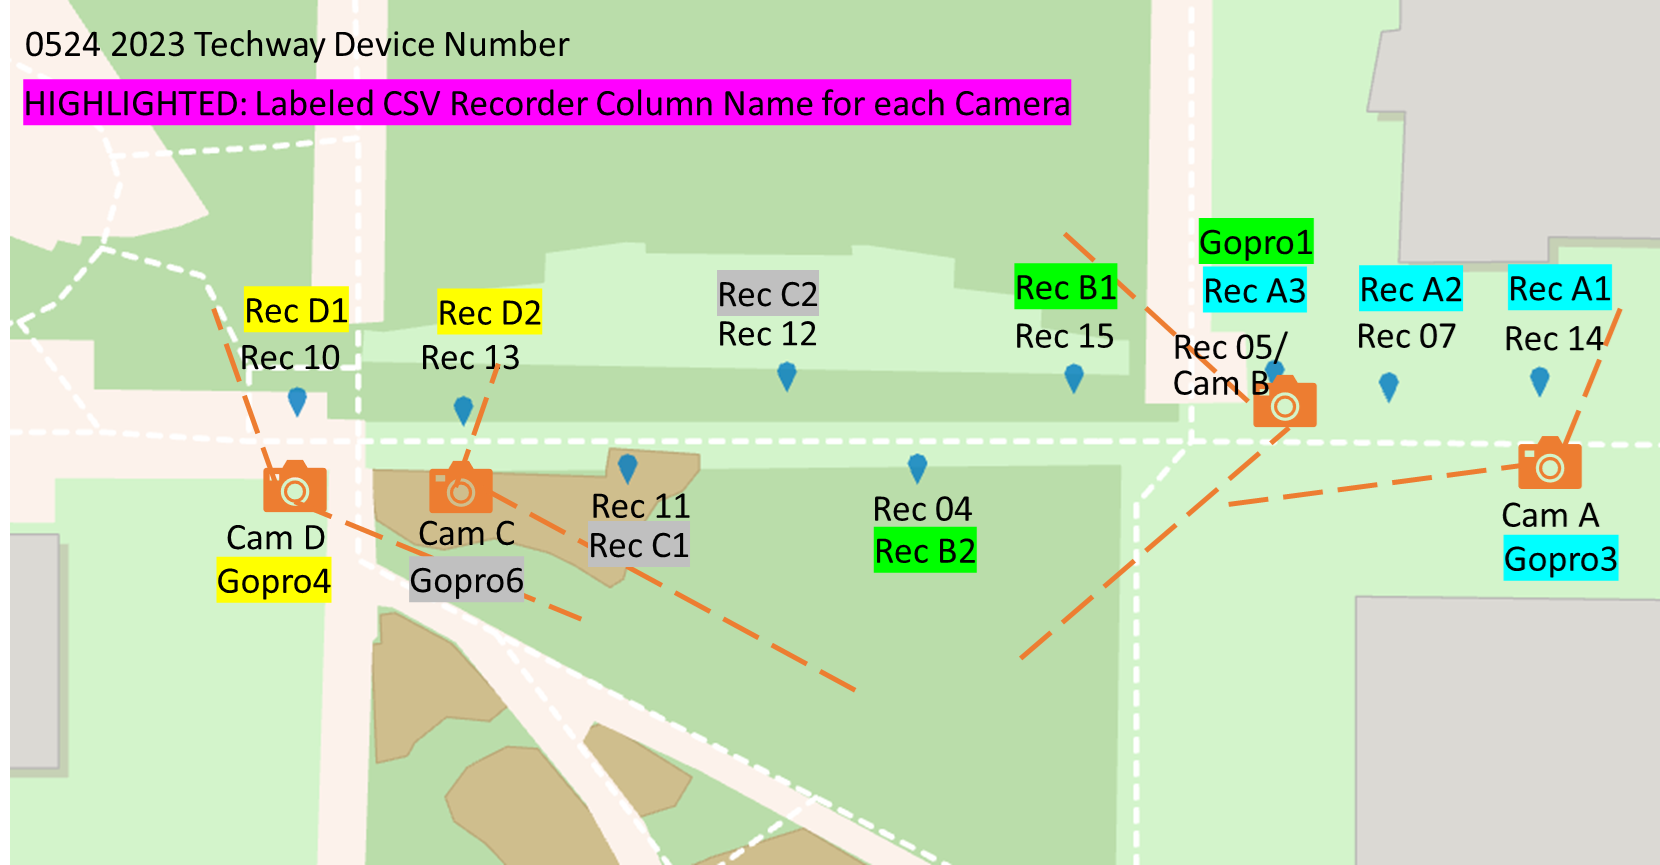 0524 2023 Techway Device Number
HIGHLIGHTED: Labeled CSV Recorder Column Name for each Camera
Gopro1
Rec D1
Rec D2
Rec C2
Rec B1
Rec A3
Rec A2
Rec A1
Rec 10
Rec 13
Rec 12
Rec 15
Rec 05/
Cam B
Rec 07
Rec 14
Cam D
Gopro4
Cam C
Gopro6
Rec 11
Rec C1
Rec 04
Rec B2
Cam A
Gopro3